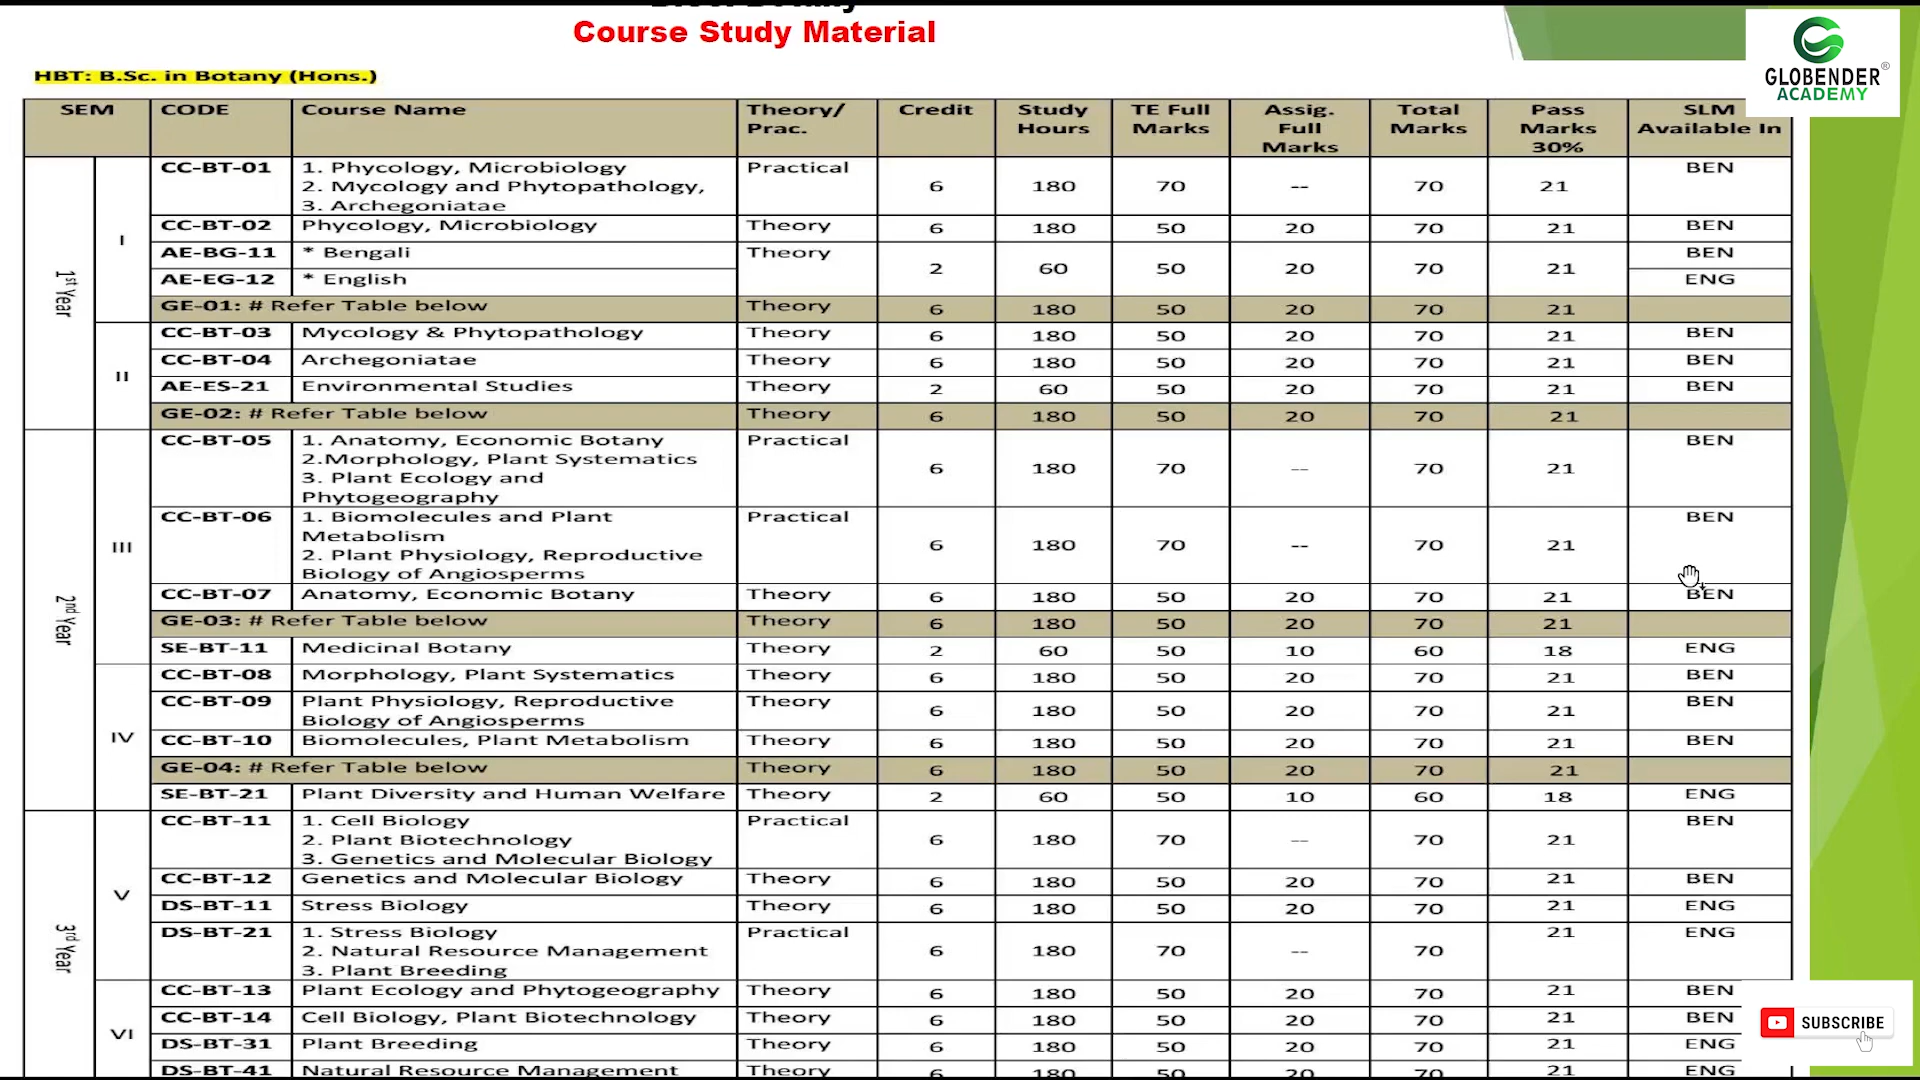 Course Study Material
GLOBENDER®
ACADEMY
HBT: B.Sc. in Botany (Hons.)
SEM CODE Course Name Theory/ Prac. Credit Study Hours TE Full Marks Assig. Full Marks Total Marks Pass Marks 30% SLM Available In
1st Year
I
CC-BT-01 1. Phycology, Microbiology Practical 6 180 70 -- 70 21 BEN
2. Mycology and Phytopathology,
3. Archegoniatae
CC-BT-02 Phycology, Microbiology Theory 6 180 50 20 70 21 BEN
AE-BG-11 * Bengali Theory 2 60 50 20 70 21 BEN
AE-EG-12 * English ENG
GE-01: # Refer Table below Theory 6 180 50 20 70 21
II
CC-BT-03 Mycology & Phytopathology Theory 6 180 50 20 70 21 BEN
CC-BT-04 Archegoniatae Theory 6 180 50 20 70 21 BEN
AE-ES-21 Environmental Studies Theory 2 60 50 20 70 21 BEN
GE-02: # Refer Table below Theory 6 180 50 20 70 21
2nd Year
III
CC-BT-05 1. Anatomy, Economic Botany Practical 6 180 70 -- 70 21 BEN
2.Morphology, Plant Systematics
3. Plant Ecology and
Phytogeography
CC-BT-06 1. Biomolecules and Plant Practical 6 180 70 -- 70 21 BEN
Metabolism
2. Plant Physiology, Reproductive
Biology of Angiosperms
CC-BT-07 Anatomy, Economic Botany Theory 6 180 50 20 70 21 BEN
GE-03: # Refer Table below Theory 6 180 50 20 70 21
SE-BT-11 Medicinal Botany Theory 2 60 50 10 60 18 ENG
IV
CC-BT-08 Morphology, Plant Systematics Theory 6 180 50 20 70 21 BEN
CC-BT-09 Plant Physiology, Reproductive Theory 6 180 50 20 70 21 BEN
Biology of Angiosperms
CC-BT-10 Biomolecules, Plant Metabolism Theory 6 180 50 20 70 21 BEN
GE-04: # Refer Table below Theory 6 180 50 20 70 21
SE-BT-21 Plant Diversity and Human Welfare Theory 2 60 50 10 60 18 ENG
3rd Year
V
CC-BT-11 1. Cell Biology Practical 6 180 70 -- 70 21 BEN
2. Plant Biotechnology
3. Genetics and Molecular Biology
CC-BT-12 Genetics and Molecular Biology Theory 6 180 50 20 70 21 BEN
DS-BT-11 Stress Biology Theory 6 180 50 20 70 21 ENG
DS-BT-21 1. Stress Biology Practical 6 180 70 -- 70 21 ENG
2. Natural Resource Management
3. Plant Breeding
VI
CC-BT-13 Plant Ecology and Phytogeography Theory 6 180 50 20 70 21 BEN
CC-BT-14 Cell Biology, Plant Biotechnology Theory 6 180 50 20 70 21 BEN
DS-BT-31 Plant Breeding Theory 6 180 50 20 70 21 ENG
DS-BT-41 Natural Resource Management Theory 6 180 50 20 70 21 ENG
SUBSCRIBE